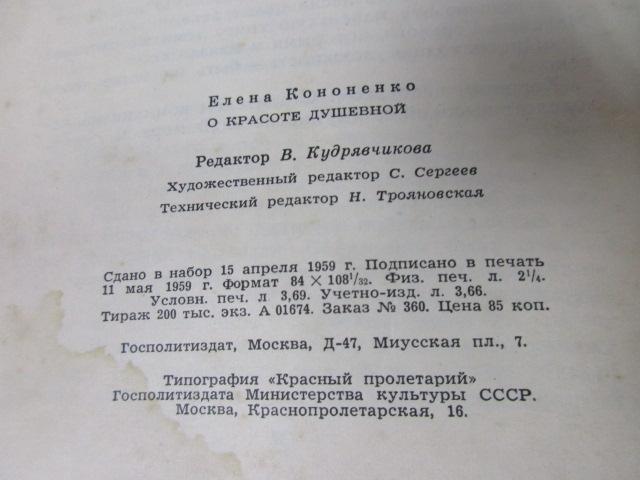 Елена Кононенко
О КРАСОТЕ ДУШЕВНОЙ
Редактор В. Кудрявчикова
Художественный редактор С. Сергеев
Технический редактор Н. Трояновская
Сдано в набор 15 апреля 1959 г. Подписано в печать
11 мая 1959 г. Формат 84 × 108¹/₃₂. Физ. печ. л. 2¹/₄.
Условн. печ. л 3,69. Учетно-изд. л. 3,66.
Тираж 200 тыс. экз. А 01674. Заказ № 360. Цена 85 коп.
Госполитиздат, Москва, Д-47, Миусская пл., 7.
Типография «Красный пролетарий»
Госполитиздата Министерства культуры СССР.
Москва, Краснопролетарская, 16.